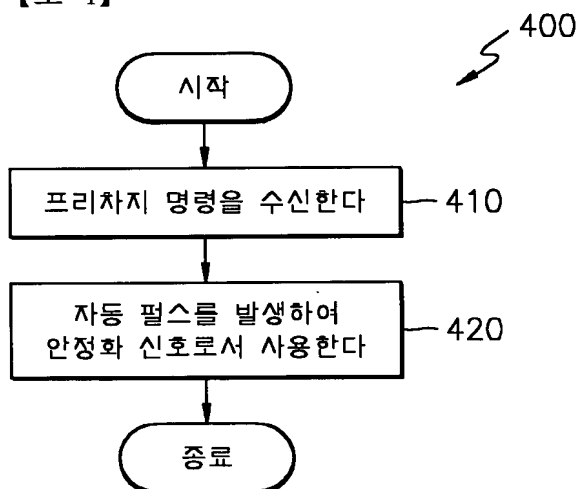 400
시작
프리차지 명령을 수신한다
410
자동 펄스를 발생하여
안정화 신호로서 사용한다
420
종료